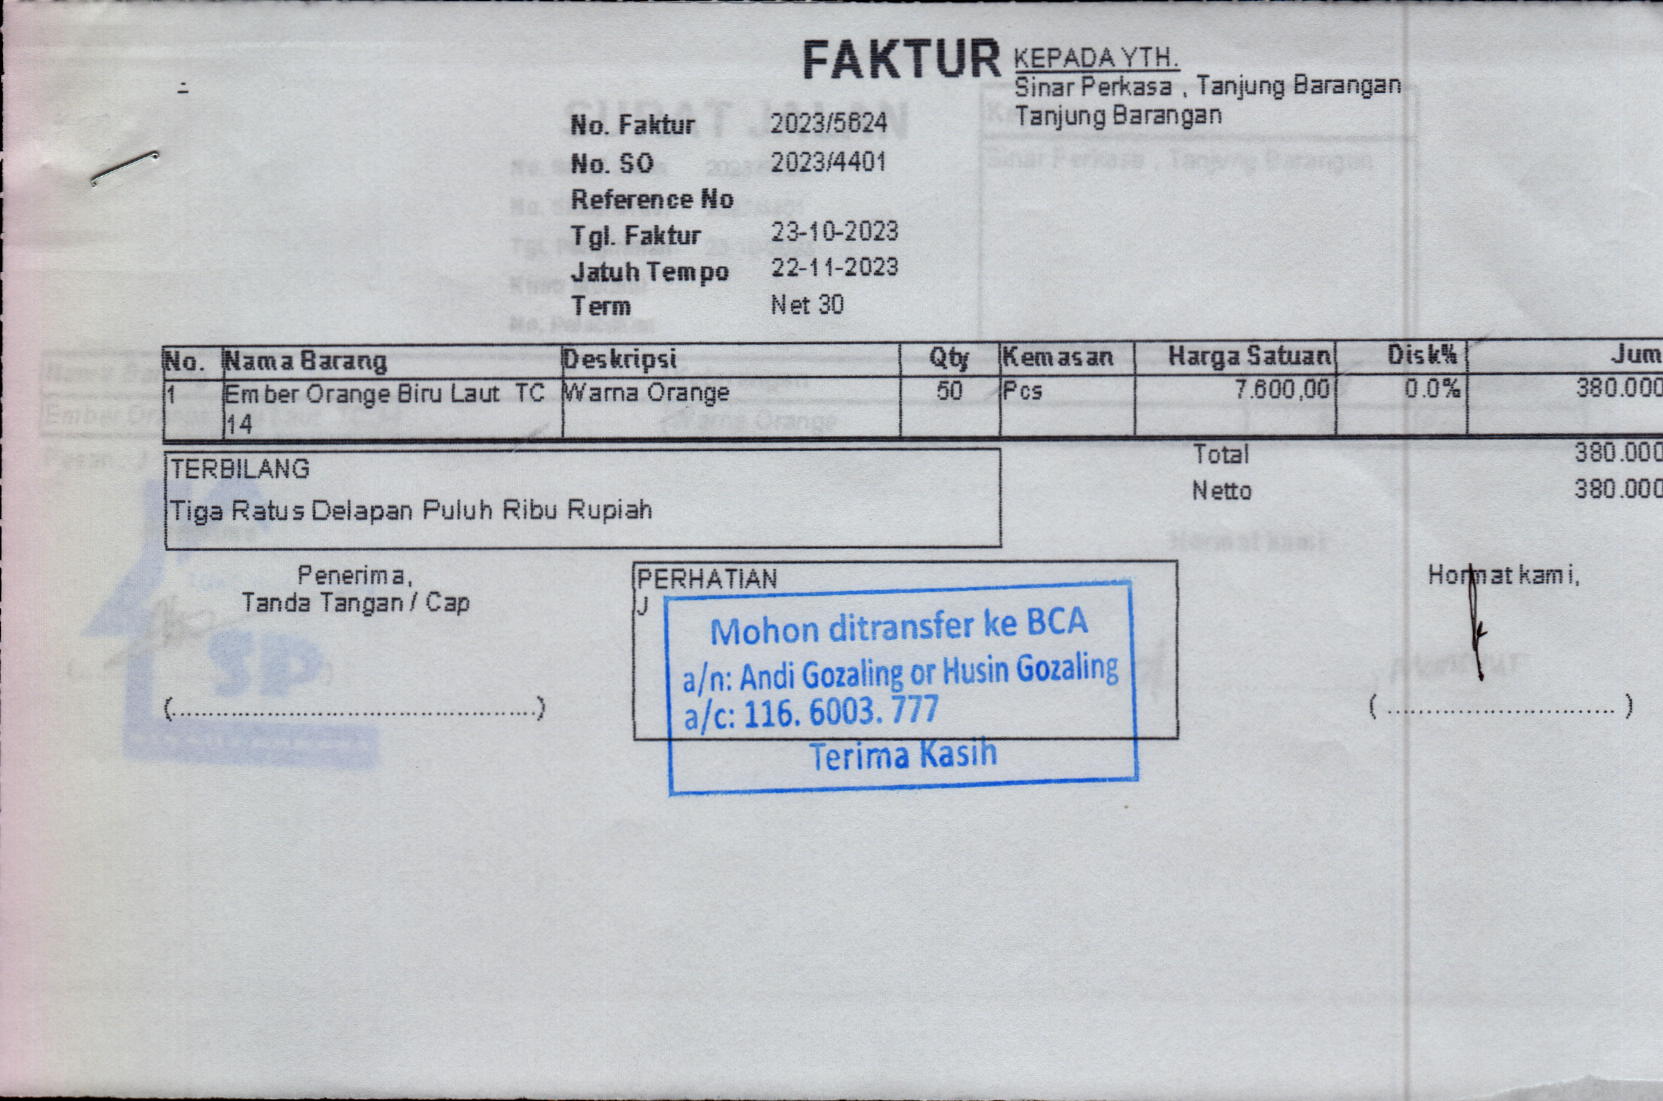 FAKTUR
KEPADA YTH.
Sinar Perkasa , Tanjung Barangan
Tanjung Barangan
No. Faktur 2023/5624
No. SO 2023/4401
Reference No
Tgl. Faktur 23-10-2023
Jatuh Tempo 22-11-2023
Term Net 30
No. Nama Barang Deskripsi Qty Kemasan Harga Satuan Disk% Jum
1 Ember Orange Biru Laut TC Warna Orange 50 Pcs 7.600,00 0.0% 380.000
14
Total 380.000
Netto 380.000
TERBILANG
Tiga Ratus Delapan Puluh Ribu Rupiah
Penerima,
Tanda Tangan / Cap
(..........................................)
PERHATIAN
J
Mohon ditransfer ke BCA
a/n: Andi Gozaling or Husin Gozaling
a/c: 116. 6003. 777
Terima Kasih
Hormat kami,
( ............................ )
SP